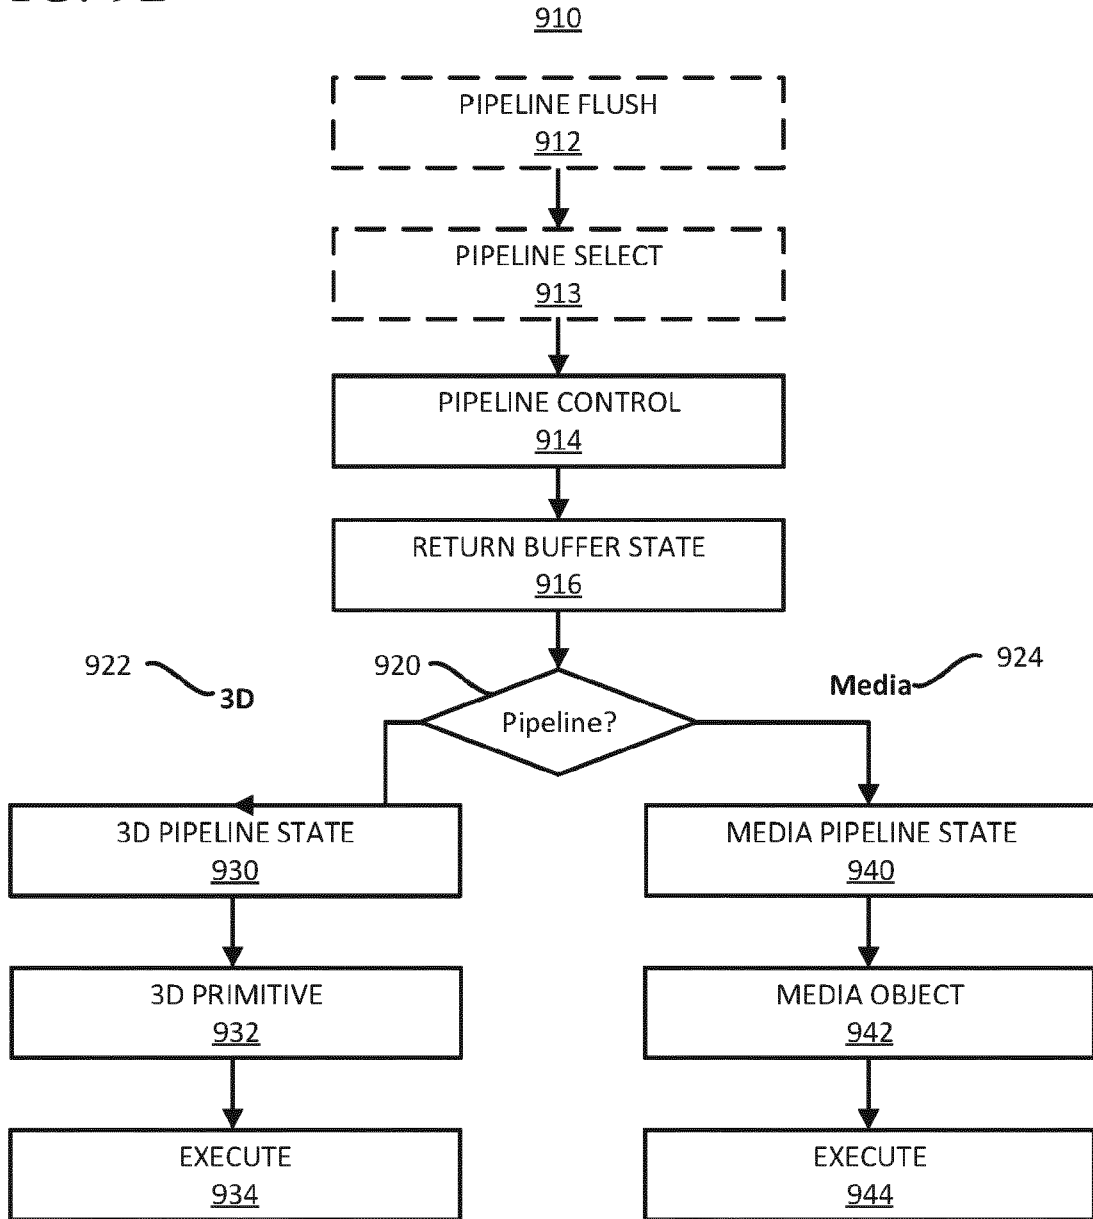 910
PIPELINE FLUSH
912
PIPELINE SELECT
913
PIPELINE CONTROL
914
RETURN BUFFER STATE
916
922
920
924
3D
Media
Pipeline?
3D PIPELINE STATE
930
MEDIA PIPELINE STATE
940
3D PRIMITIVE
932
MEDIA OBJECT
942
EXECUTE
934
EXECUTE
944